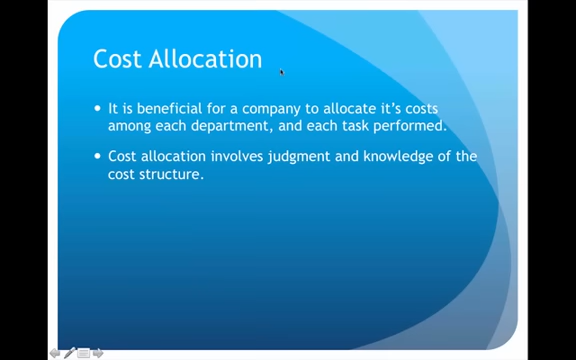 Cost Allocation
• It is beneficial for a company to allocate it's costs
among each department, and each task performed.
• Cost allocation involves judgment and knowledge of the
cost structure.